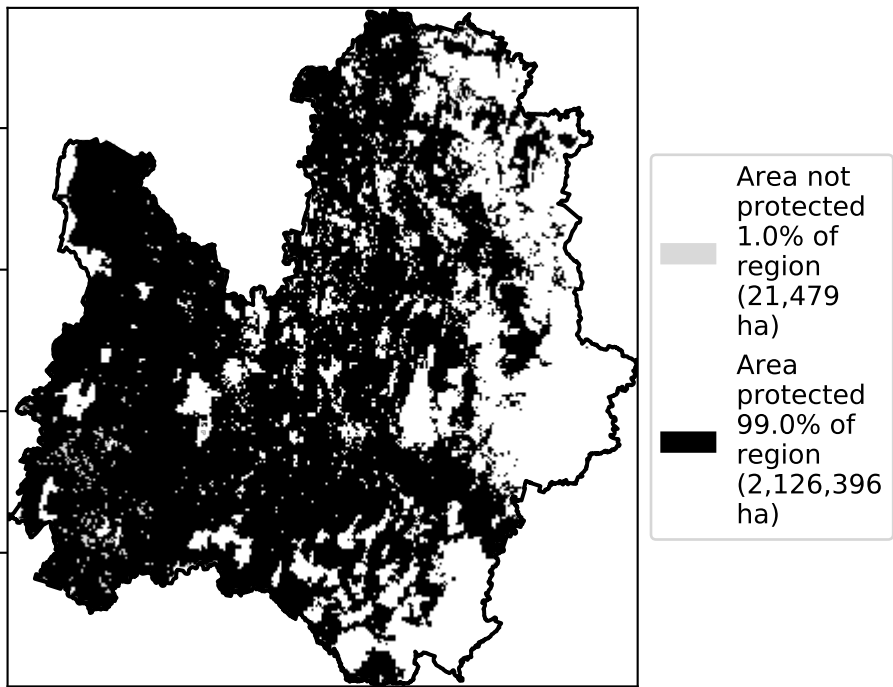 Area not
protected
1.0% of
region
(21,479
ha)
Area
protected
99.0% of
region
(2,126,396
ha)